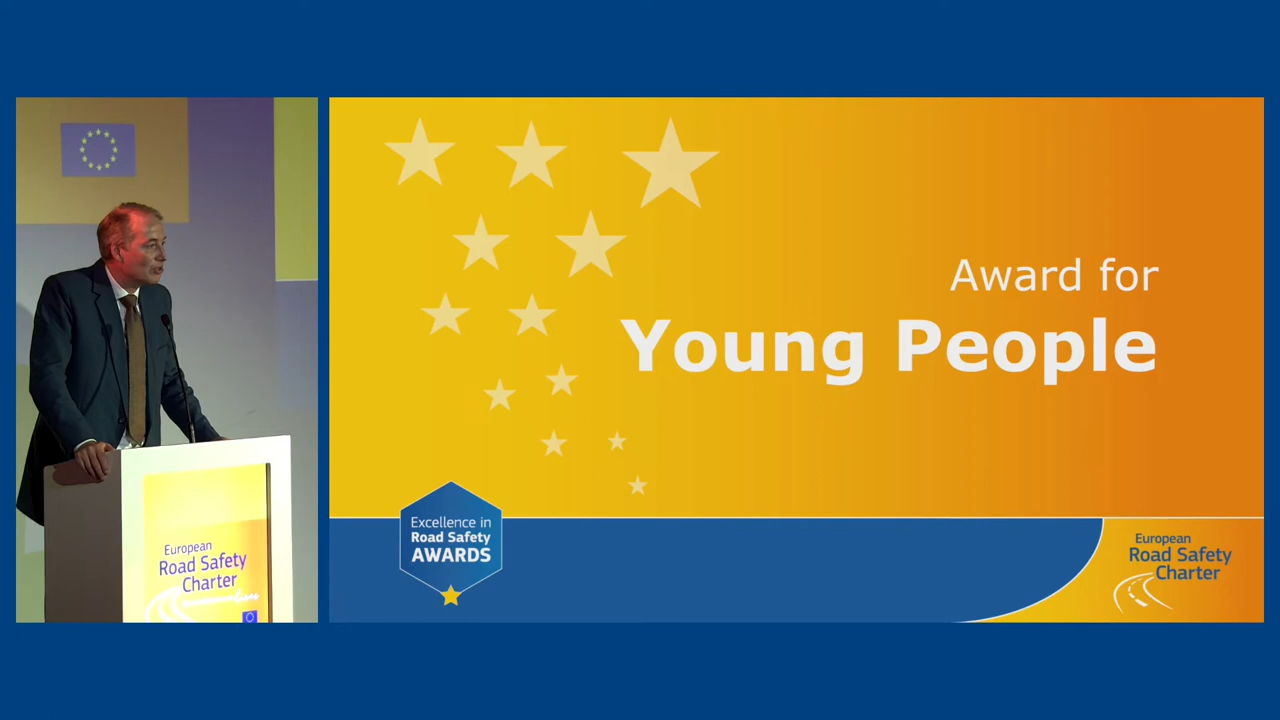 Award for
Young People
Excellence in
Road Safety
AWARDS
European
Road Safety
Charter
European
Road Safety
Charter